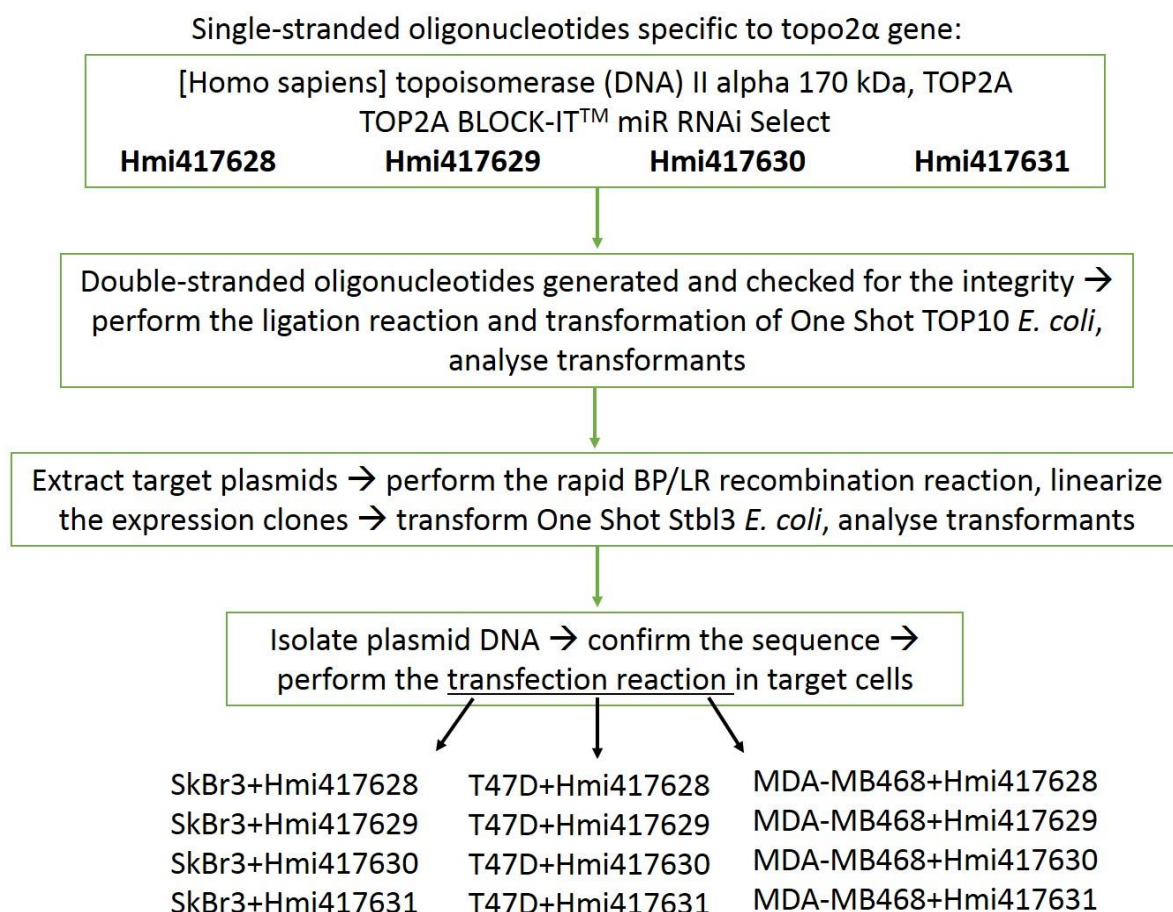 Single-stranded oligonucleotides specific to topo2α gene:
[Homo sapiens] topoisomerase (DNA) II alpha 170 kDa, TOP2A
TOP2A BLOCK-IT™ miR RNAi Select
Hmi417628 Hmi417629 Hmi417630 Hmi417631
Double-stranded oligonucleotides generated and checked for the integrity →
perform the ligation reaction and transformation of One Shot TOP10 E. coli,
analyse transformants
Extract target plasmids → perform the rapid BP/LR recombination reaction, linearize
the expression clones → transform One Shot Stbl3 E. coli, analyse transformants
Isolate plasmid DNA → confirm the sequence →
perform the transfection reaction in target cells
SkBr3+Hmi417628 T47D+Hmi417628 MDA-MB468+Hmi417628
SkBr3+Hmi417629 T47D+Hmi417629 MDA-MB468+Hmi417629
SkBr3+Hmi417630 T47D+Hmi417630 MDA-MB468+Hmi417630
SkBr3+Hmi417631 T47D+Hmi417631 MDA-MB468+Hmi417631